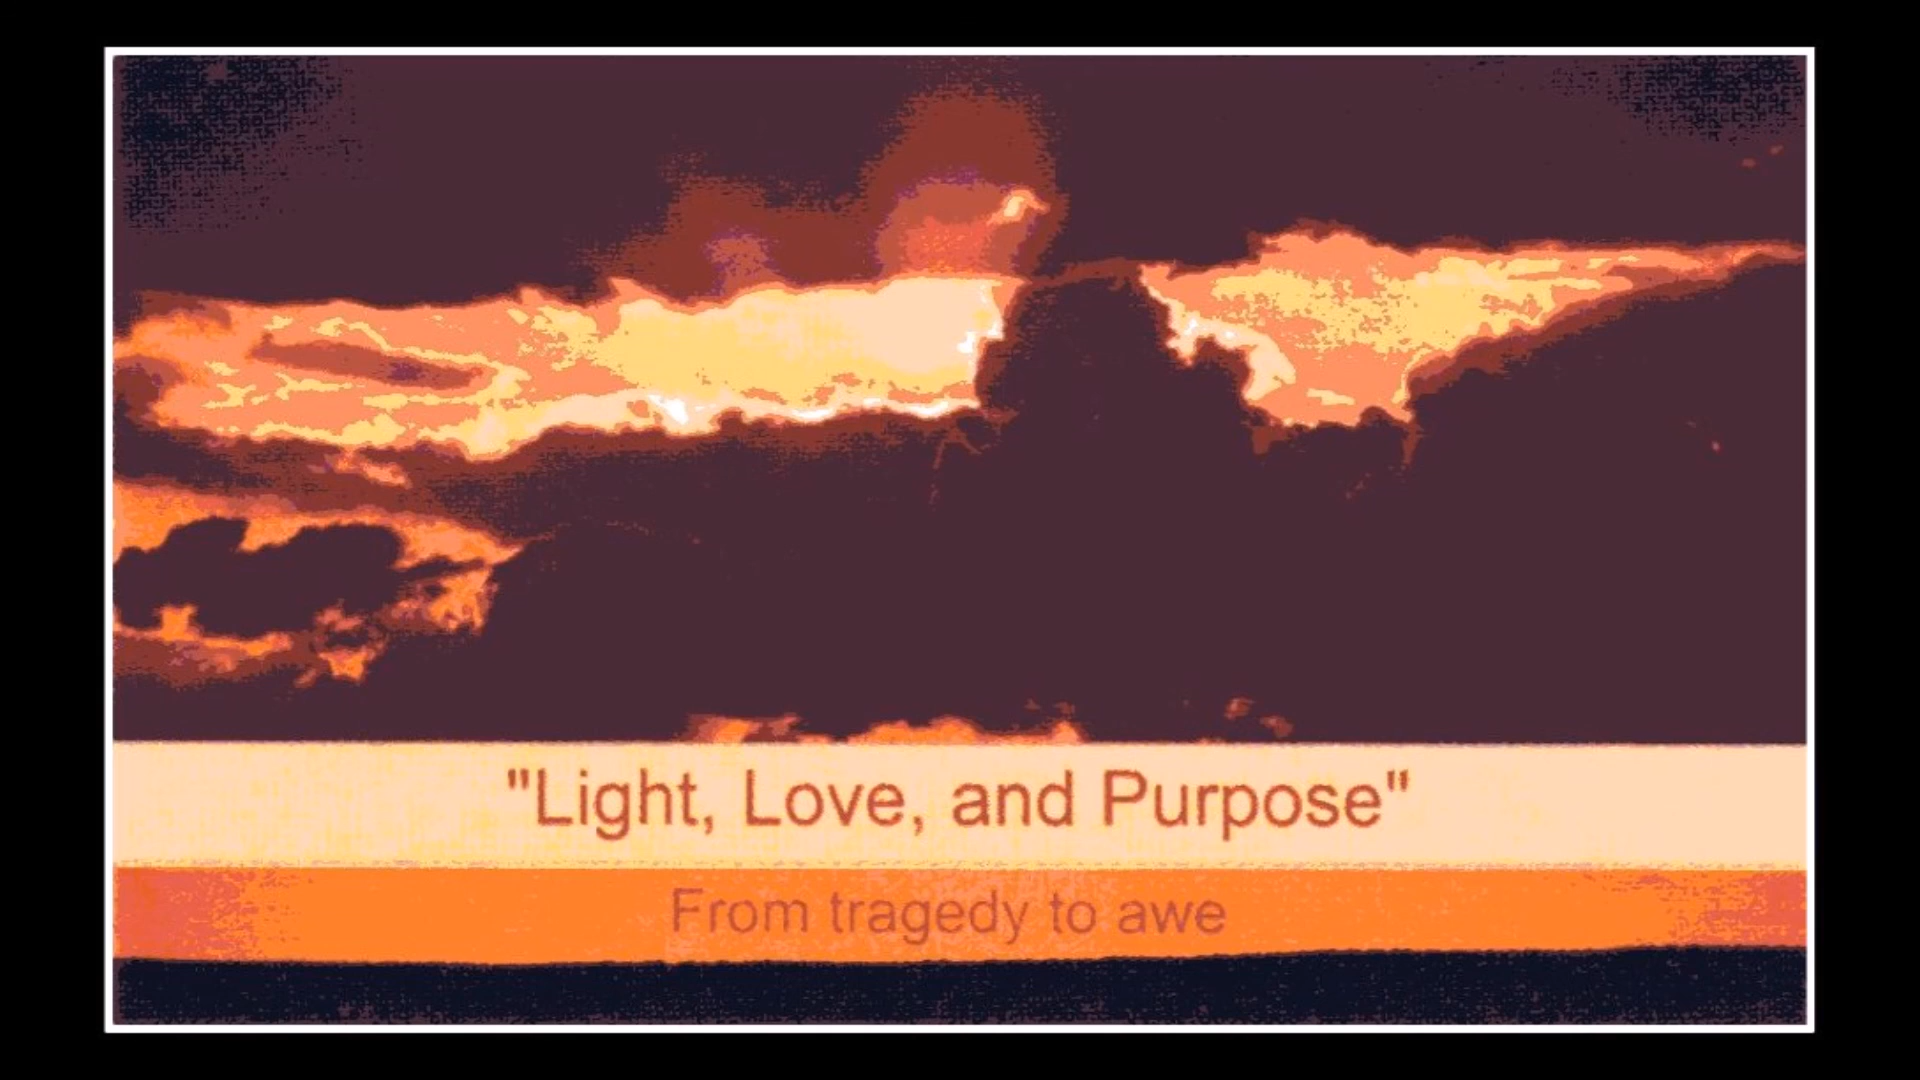 "Light, Love, and Purpose"
From tragedy to awe